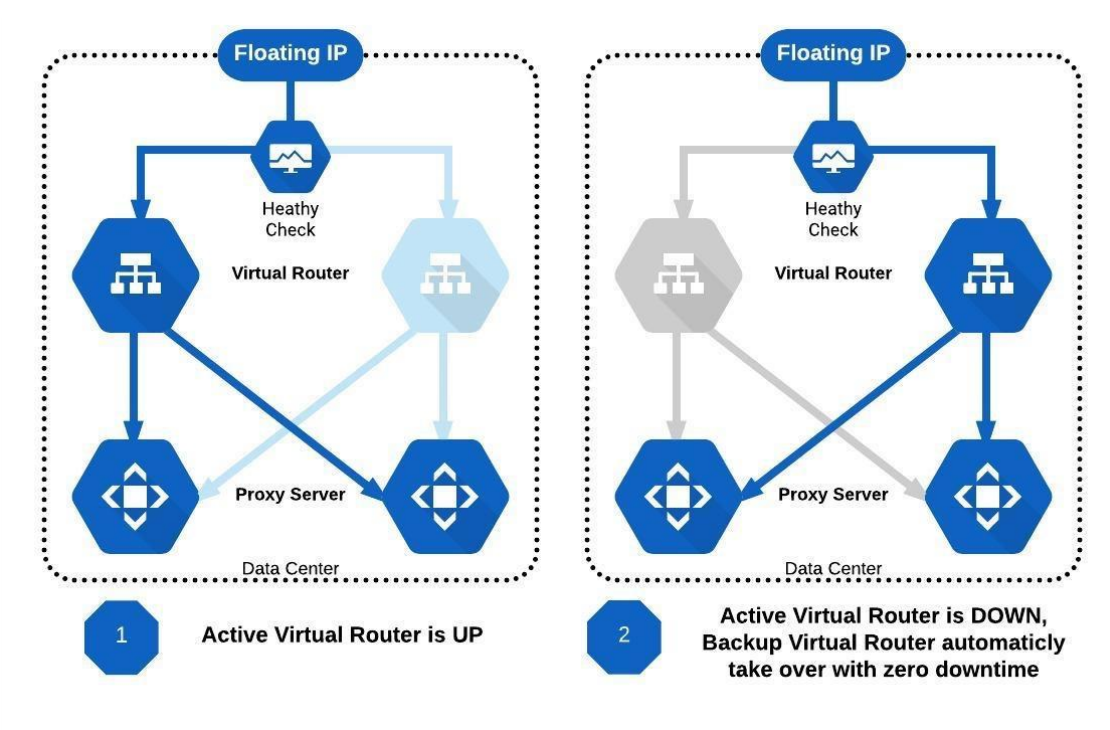 Floating IP
Heathy
Check
Virtual Router
Proxy Server
Data Center
1
Active Virtual Router is UP
Floating IP
Heathy
Check
Virtual Router
Proxy Server
Data Center
2
Active Virtual Router is DOWN,
Backup Virtual Router automaticly
take over with zero downtime